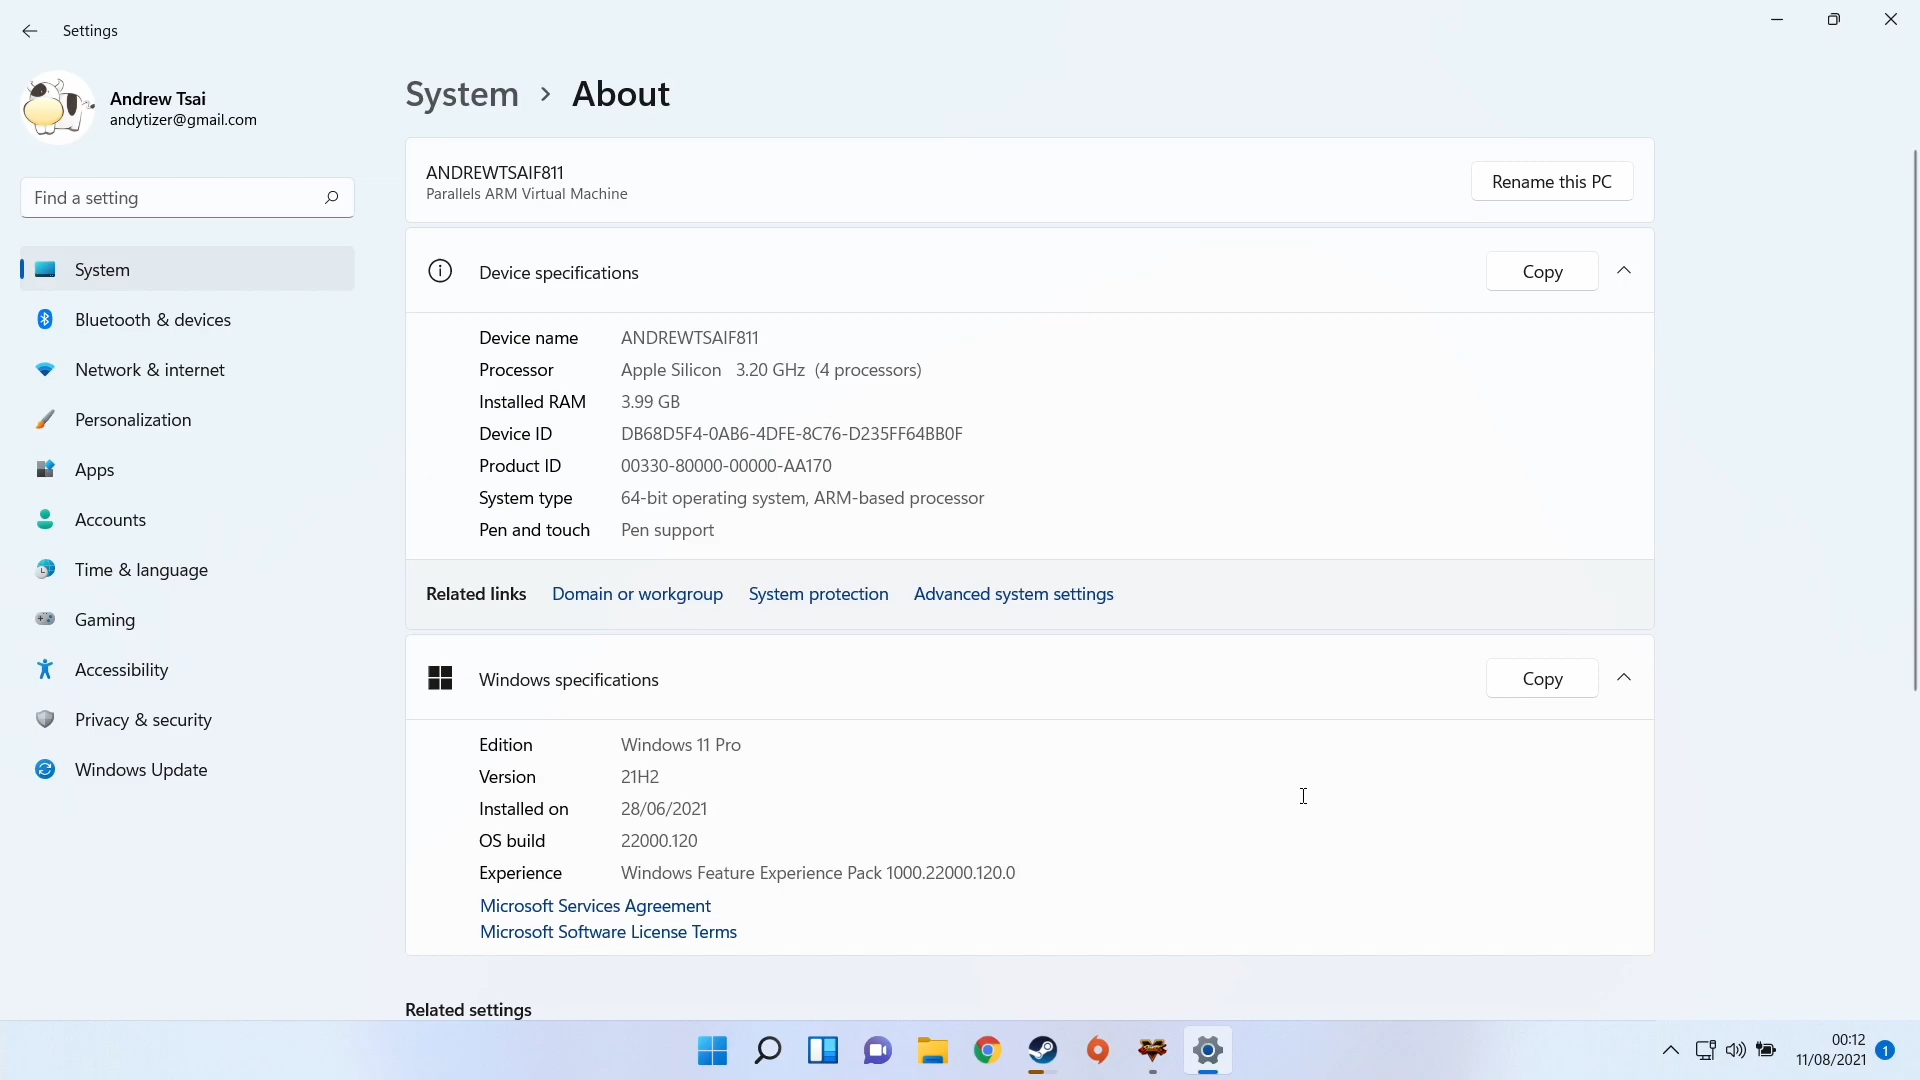 Settings
Andrew Tsai
andytizer@gmail.com
Find a setting
System
Bluetooth & devices
Network & internet
Personalization
Apps
Accounts
Time & language
Gaming
Accessibility
Privacy & security
Windows Update
System > About
ANDREWTSAIF811
Parallels ARM Virtual Machine
Rename this PC
Device specifications
Copy
Device name ANDREWTSAIF811
Processor Apple Silicon 3.20 GHz (4 processors)
Installed RAM 3.99 GB
Device ID DB68D5F4-0AB6-4DFE-8C76-D235FF64BB0F
Product ID 00330-80000-00000-AA170
System type 64-bit operating system, ARM-based processor
Pen and touch Pen support
Related links Domain or workgroup System protection Advanced system settings
Windows specifications
Copy
Edition Windows 11 Pro
Version 21H2
Installed on 28/06/2021
OS build 22000.120
Experience Windows Feature Experience Pack 1000.22000.120.0
Microsoft Services Agreement
Microsoft Software License Terms
Related settings
00:12
11/08/2021
1